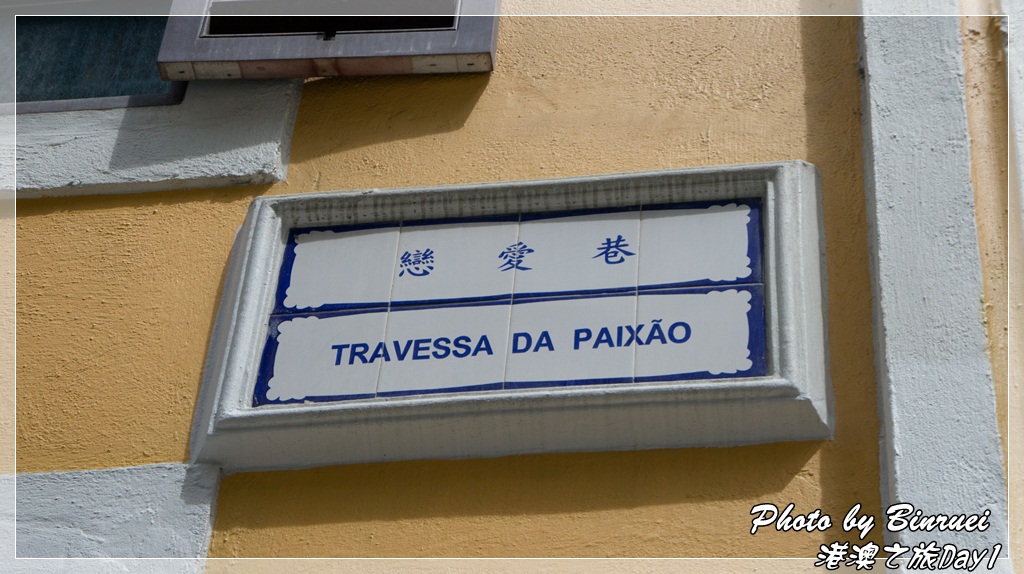 戀愛巷
TRAVESSA DA PAIXÃO
Photo by Binruei
港澳之旅Day1